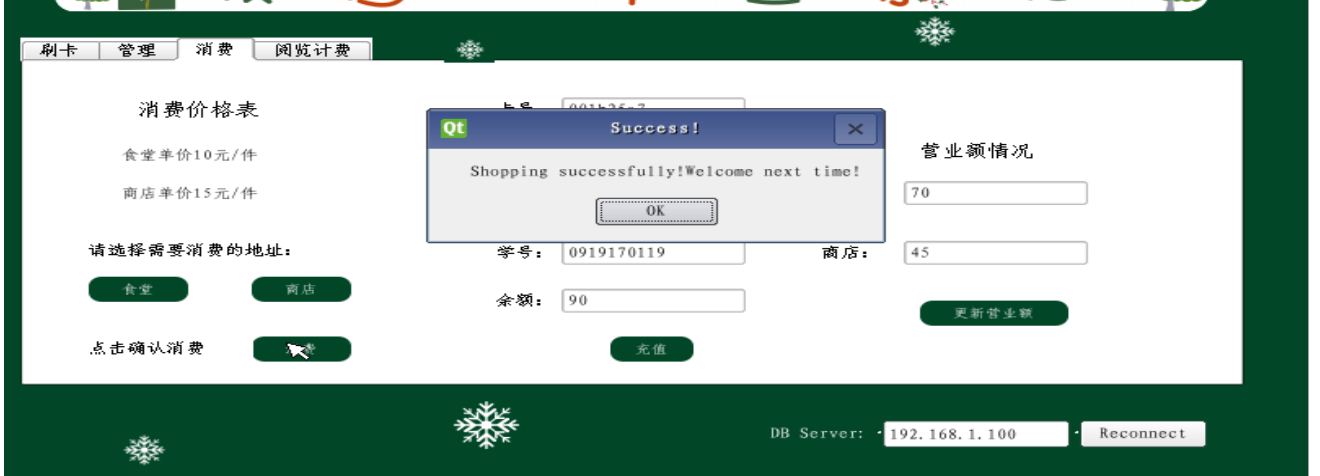 刷卡 管理 消费 阅览计费
消费价格表
食堂单价10元/件
商店单价15元/件
请选择需要消费的地址：
食堂 商店
点击确认消费
Qt Success!
Shopping successfully!Welcome next time!
OK
学号： 0919170119
余额： 90
充值
营业额情况
70
商店： 45
更新营业额
DB Server: 192.168.1.100 Reconnect